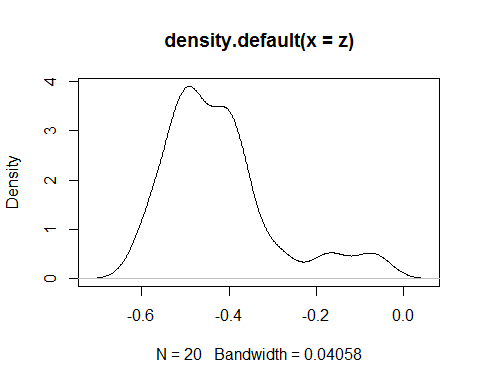 density.default(x = z)
Density
4
3
2
1
0
-0.6 -0.4 -0.2 0.0
N = 20 Bandwidth = 0.04058